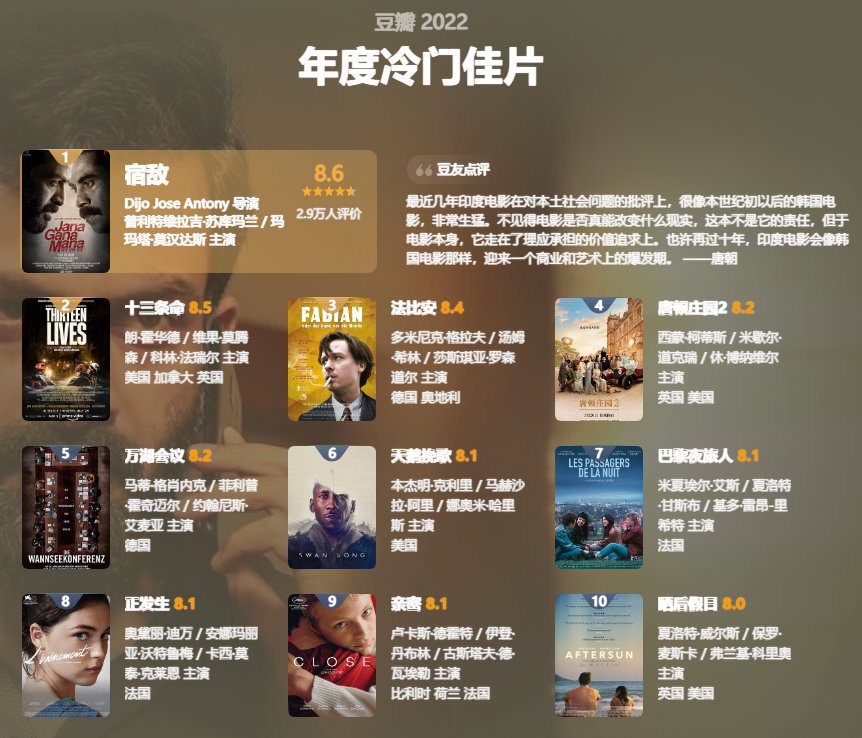 豆瓣 2022
年度冷门佳片
1
宿敌
Dijo Jose Antony 导演
普利特维拉吉·苏库玛兰 / 玛
玛塔·莫汉达斯 主演
8.6
2.9万人评价
Jana
Gana
Mana
豆友点评
最近几年印度电影在对本土社会问题的批评上，很像本世纪初以后的韩国电
影，非常生猛。不见得电影是否真能改变什么现实，这本不是它的责任，但于
电影本身，它走在了理应承担的价值追求上。也许再过十年，印度电影会像韩
国电影那样，迎来一个商业和艺术上的爆发期。 ——唐朝
2
THIRTEEN
LIVES
十三条命 8.5
朗·霍华德 / 维果·莫腾
森 / 科林·法瑞尔 主演
美国 加拿大 英国
3
FABIAN
法比安 8.4
多米尼克·格拉夫 / 汤姆
·希林 / 莎斯琪亚·罗森
道尔 主演
德国 奥地利
4
唐顿庄园2
唐顿庄园2 8.2
西蒙·柯蒂斯 / 米歇尔·
道克瑞 / 休·博纳维尔
主演
英国 美国
5
DIE
WANNSEEKONFERENZ
万湖会议 8.2
马蒂·格肖内克 / 菲利普
·霍奇迈尔 / 约翰尼斯·
艾麦亚 主演
德国
6
SWAN SONG
天鹅挽歌 8.1
本杰明·克利里 / 马赫沙
拉·阿里 / 娜奥米·哈里
斯 主演
美国
7
LES PASSAGERS
DE LA NUIT
巴黎夜旅人 8.1
米夏埃尔·艾斯 / 夏洛特
·甘斯布 / 基多·雷昂-里
希特 主演
法国
8
L'événement
正发生 8.1
奥黛丽·迪万 / 安娜玛丽
亚·沃特鲁梅 / 卡西·莫
泰·克莱恩 主演
法国
9
CLOSE
亲密 8.1
卢卡斯·德霍特 / 伊登·
丹布林 / 古斯塔夫·德·
瓦埃勒 主演
比利时 荷兰 法国
10
AFTERSUN
晒后假日 8.0
夏洛特·威尔斯 / 保罗·
麦斯卡 / 弗兰基·科里奥
主演
英国 美国